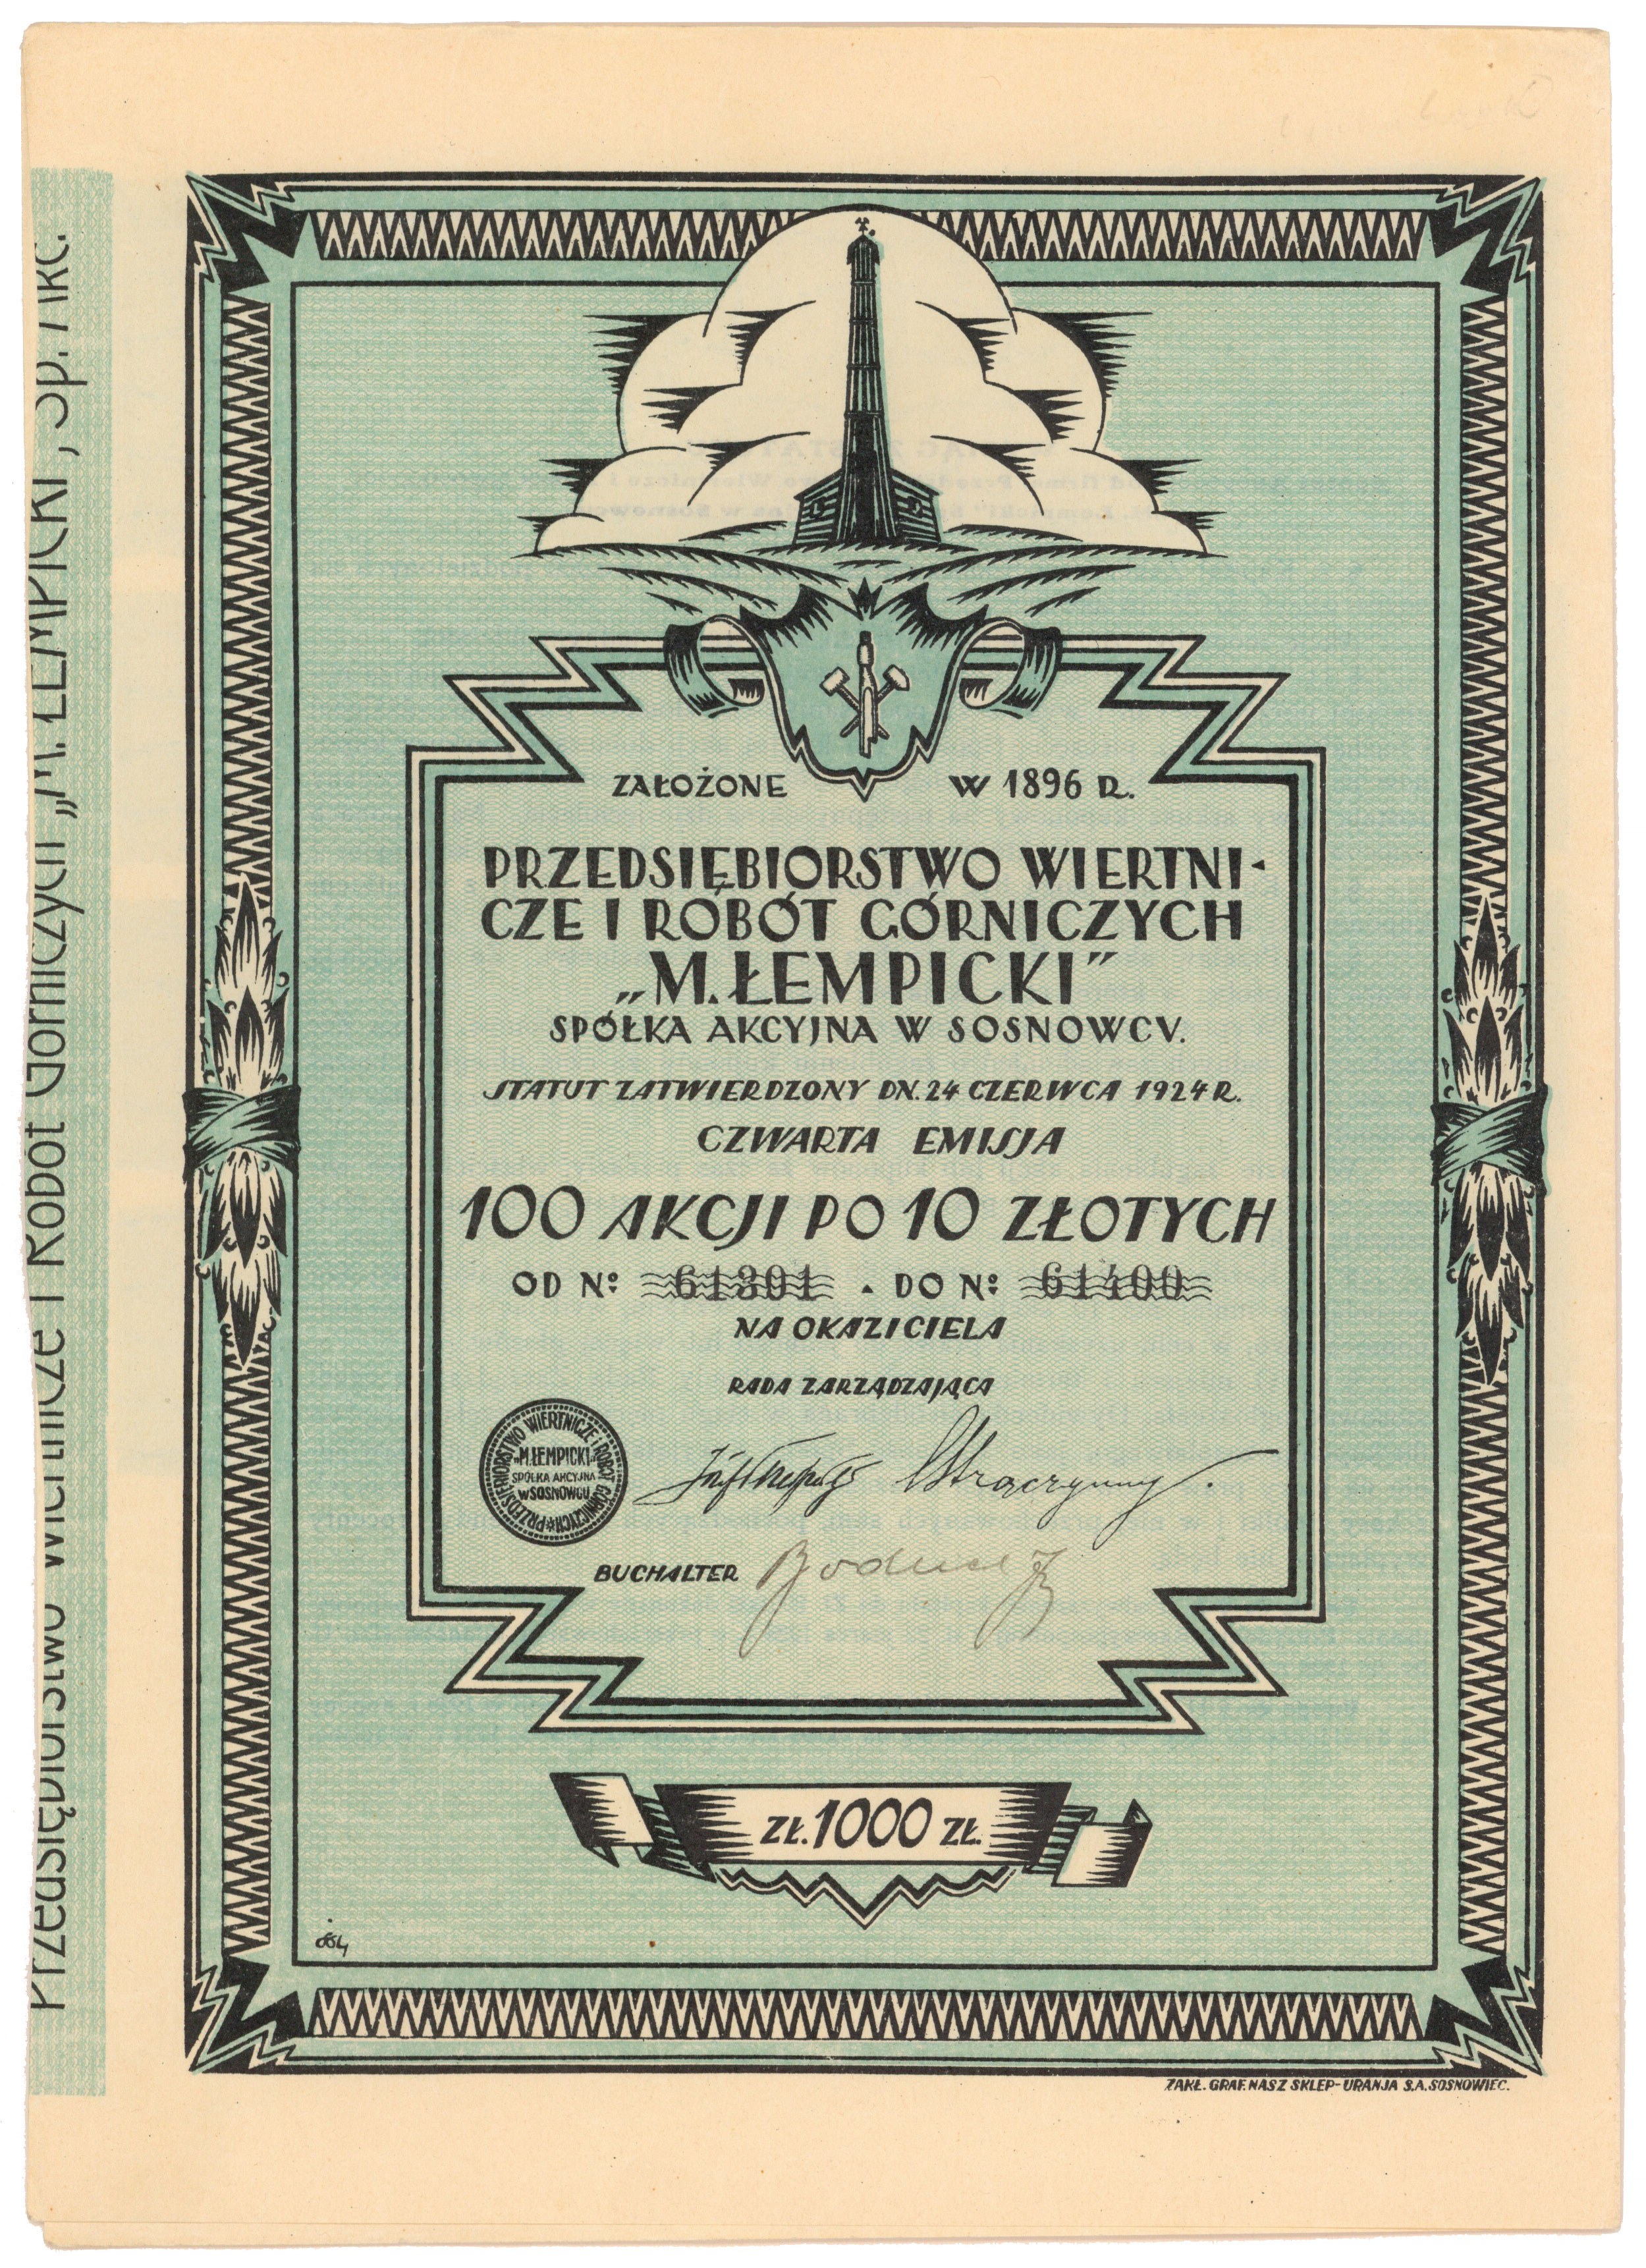 Przedsiębiorstwo Wiertnicze i Robót Górniczych „M. ŁEMPICKI", Sp. Akc.
ZAŁOŻONE W 1896 R.
PRZEDSIĘBIORSTWO WIERTNI-
CZE I ROBÓT GÓRNICZYCH
„M. ŁEMPICKI"
SPÓŁKA AKCYJNA W SOSNOWCU.
STATUT ZATWIERDZONY DN. 24 CZERWCA 1924 R.
CZWARTA EMISJA
100 AKCJI PO 10 ZŁOTYCH
OD Nº 61301 - DO Nº 61400
NA OKAZICIELA
RADA ZARZĄDZAJĄCA
PRZEDSIĘBIORSTWO WIERTNICZE i ROBÓT GÓRNICZYCH
„M. ŁEMPICKI"
SPÓŁKA AKCYJNA
w SOSNOWCU
BUCHALTER
ZŁ. 1000 ZŁ.
ZAKŁ. GRAF. NASZ SKLEP-URANJA S.A. SOSNOWIEC.